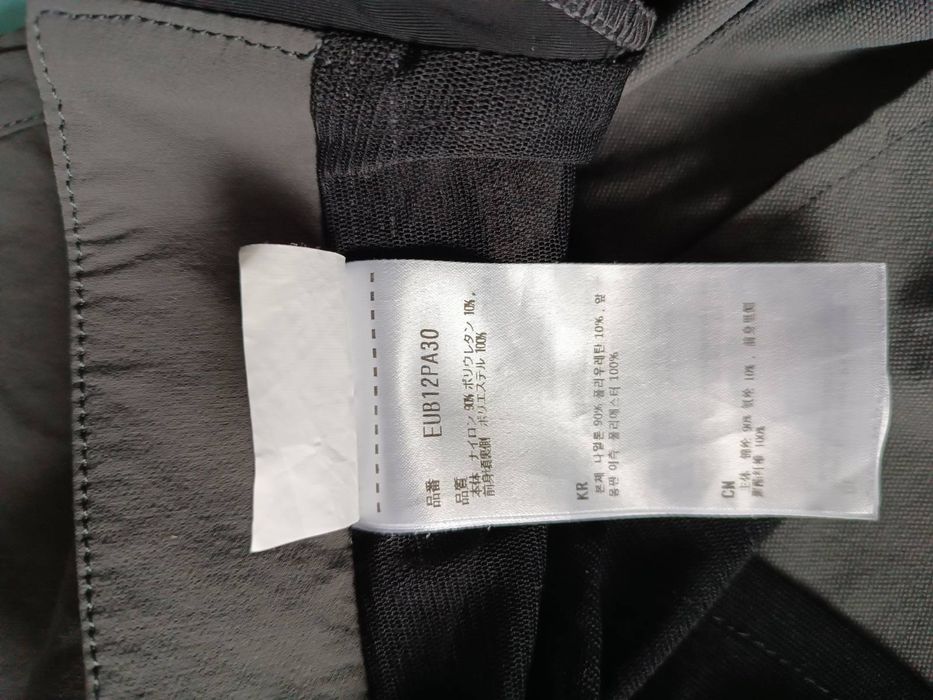 品番 EUB12PA30
品質
本体 ナイロン 90% ポリウレタン 10%,
前身頃裏側 ポリエステル 100%
KR
본체 나일론 90% 폴리우레탄 10%, 앞
몸판 이측 폴리에스터 100%
CN
主体 锦纶 90% 氨纶 10%, 前身里侧
聚酯纤维 100%